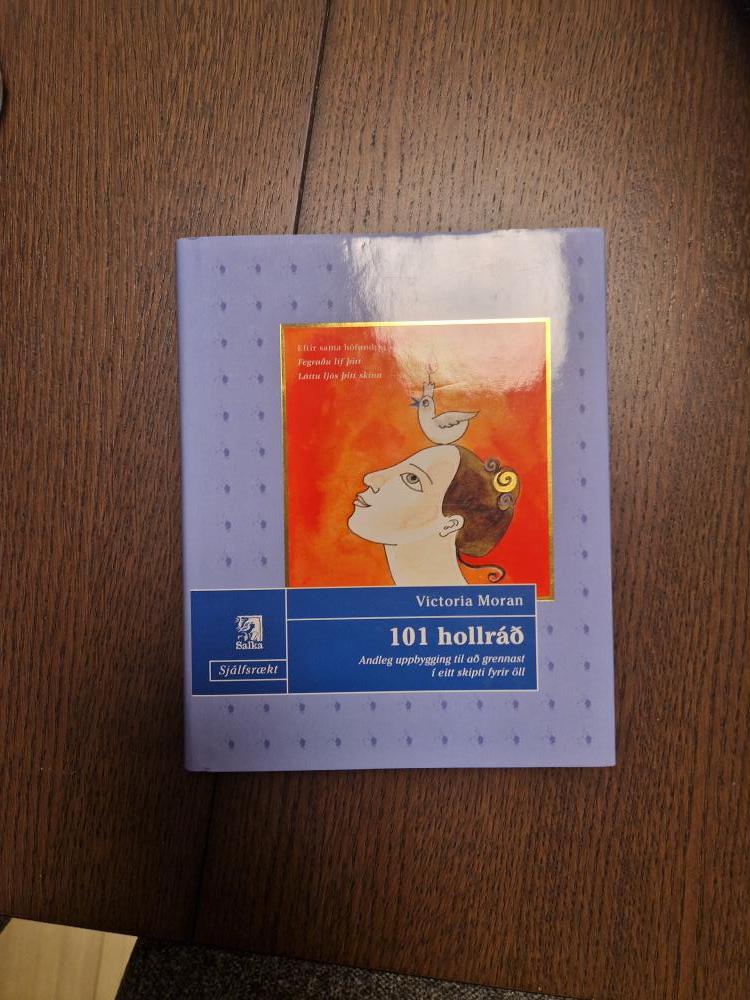 Eftir sama höfund:
Fegraðu líf þitt
Láttu ljós þitt skína
Victoria Moran
101 hollráð
Andleg uppbygging til að grennast
í eitt skipti fyrir öll
Salka
Sjálfsrækt